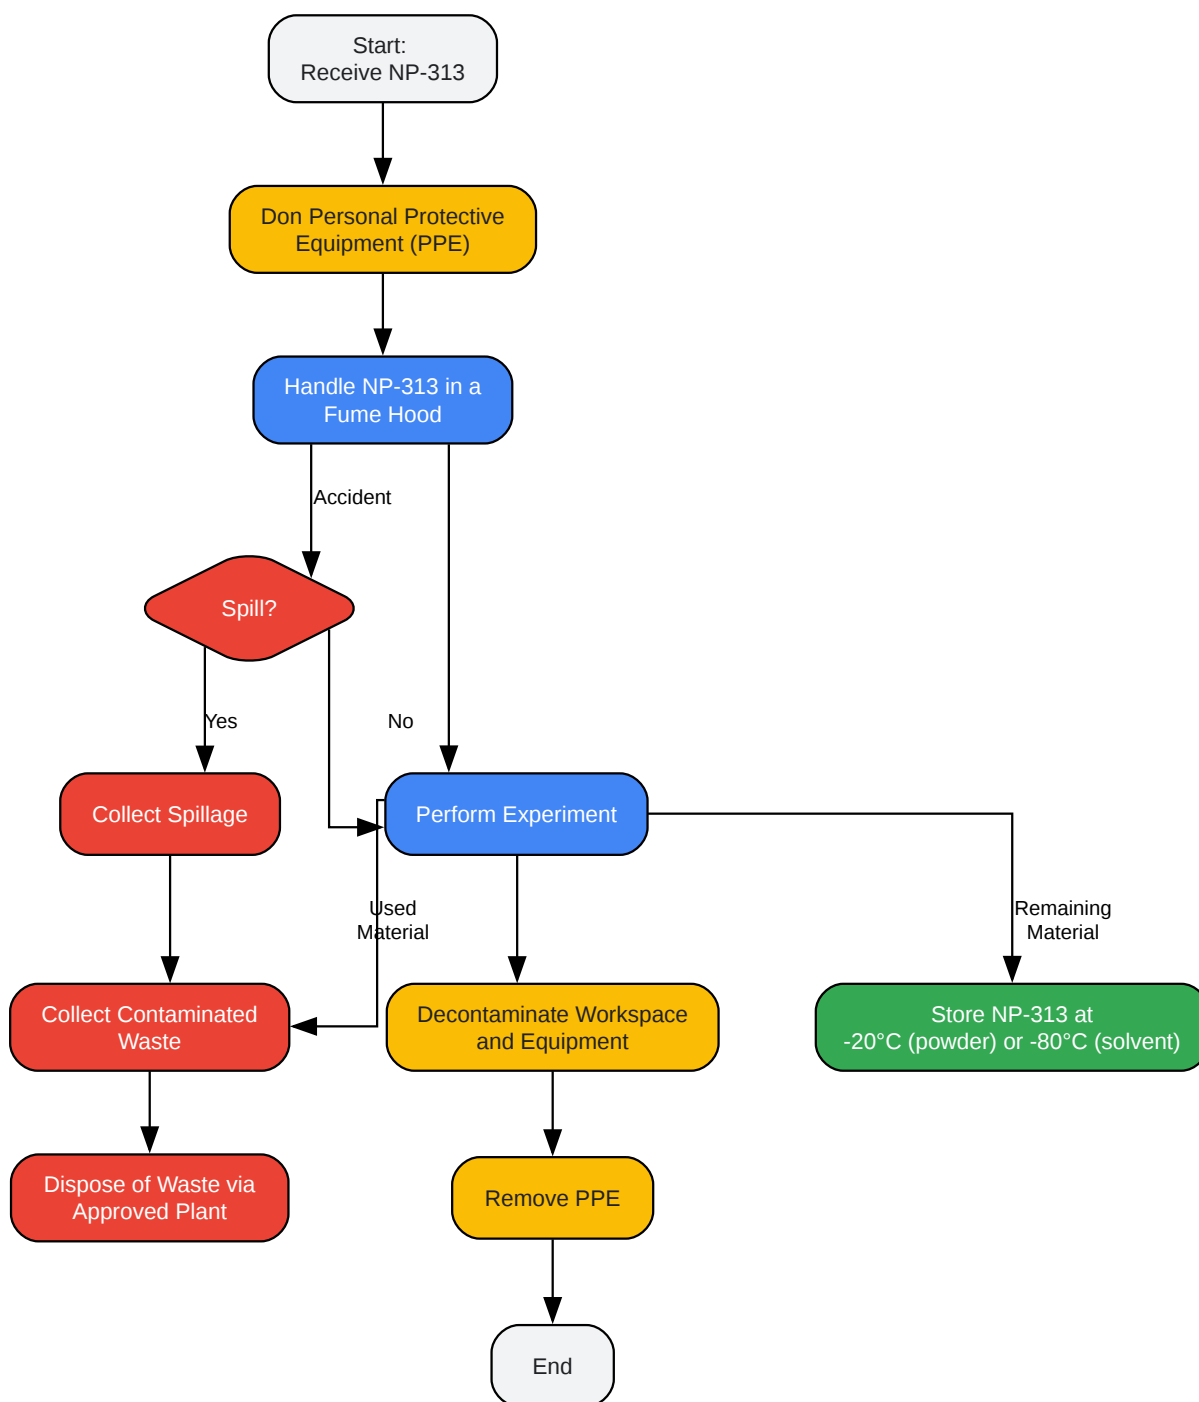 Start:
Receive NP-313
Don Personal Protective
Equipment (PPE)
Handle NP-313 in a
Fume Hood
Accident
Spill?
Yes
No
Collect Spillage
Perform Experiment
Used
Material
Remaining
Material
Collect Contaminated
Waste
Decontaminate Workspace
and Equipment
Store NP-313 at
-20°C (powder) or -80°C (solvent)
Dispose of Waste via
Approved Plant
Remove PPE
End